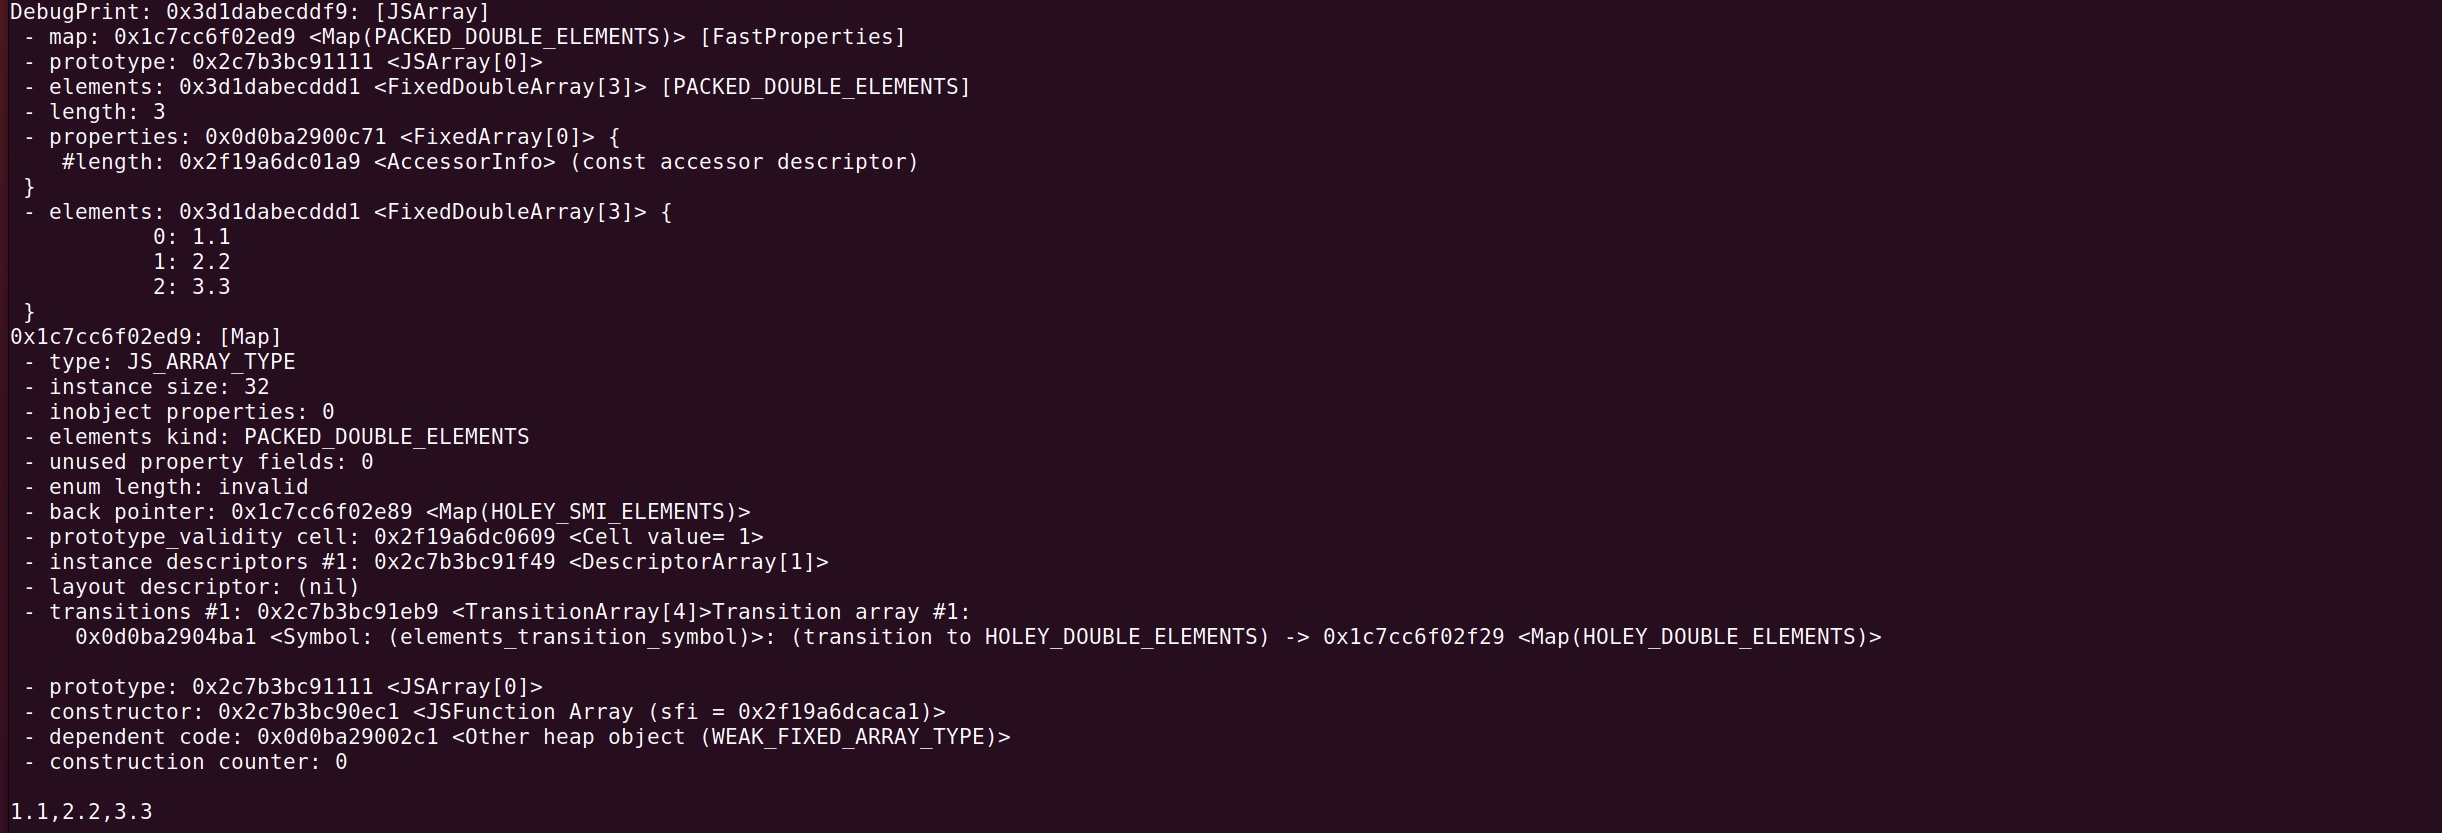 DebugPrint: 0x3d1dabecddf9: [JSArray]
 - map: 0x1c7cc6f02ed9 <Map(PACKED_DOUBLE_ELEMENTS)> [FastProperties]
 - prototype: 0x2c7b3bc91111 <JSArray[0]>
 - elements: 0x3d1dabecddd1 <FixedDoubleArray[3]> [PACKED_DOUBLE_ELEMENTS]
 - length: 3
 - properties: 0x0d0ba2900c71 <FixedArray[0]> {
    #length: 0x2f19a6dc01a9 <AccessorInfo> (const accessor descriptor)
 }
 - elements: 0x3d1dabecddd1 <FixedDoubleArray[3]> {
           0: 1.1
           1: 2.2
           2: 3.3
 }
0x1c7cc6f02ed9: [Map]
 - type: JS_ARRAY_TYPE
 - instance size: 32
 - inobject properties: 0
 - elements kind: PACKED_DOUBLE_ELEMENTS
 - unused property fields: 0
 - enum length: invalid
 - back pointer: 0x1c7cc6f02e89 <Map(HOLEY_SMI_ELEMENTS)>
 - prototype_validity cell: 0x2f19a6dc0609 <Cell value= 1>
 - instance descriptors #1: 0x2c7b3bc91f49 <DescriptorArray[1]>
 - layout descriptor: (nil)
 - transitions #1: 0x2c7b3bc91eb9 <TransitionArray[4]>Transition array #1:
     0x0d0ba2904ba1 <Symbol: (elements_transition_symbol)>: (transition to HOLEY_DOUBLE_ELEMENTS) -> 0x1c7cc6f02f29 <Map(HOLEY_DOUBLE_ELEMENTS)>
 - prototype: 0x2c7b3bc91111 <JSArray[0]>
 - constructor: 0x2c7b3bc90ec1 <JSFunction Array (sfi = 0x2f19a6dcaca1)>
 - dependent code: 0x0d0ba29002c1 <Other heap object (WEAK_FIXED_ARRAY_TYPE)>
 - construction counter: 0
1.1,2.2,3.3